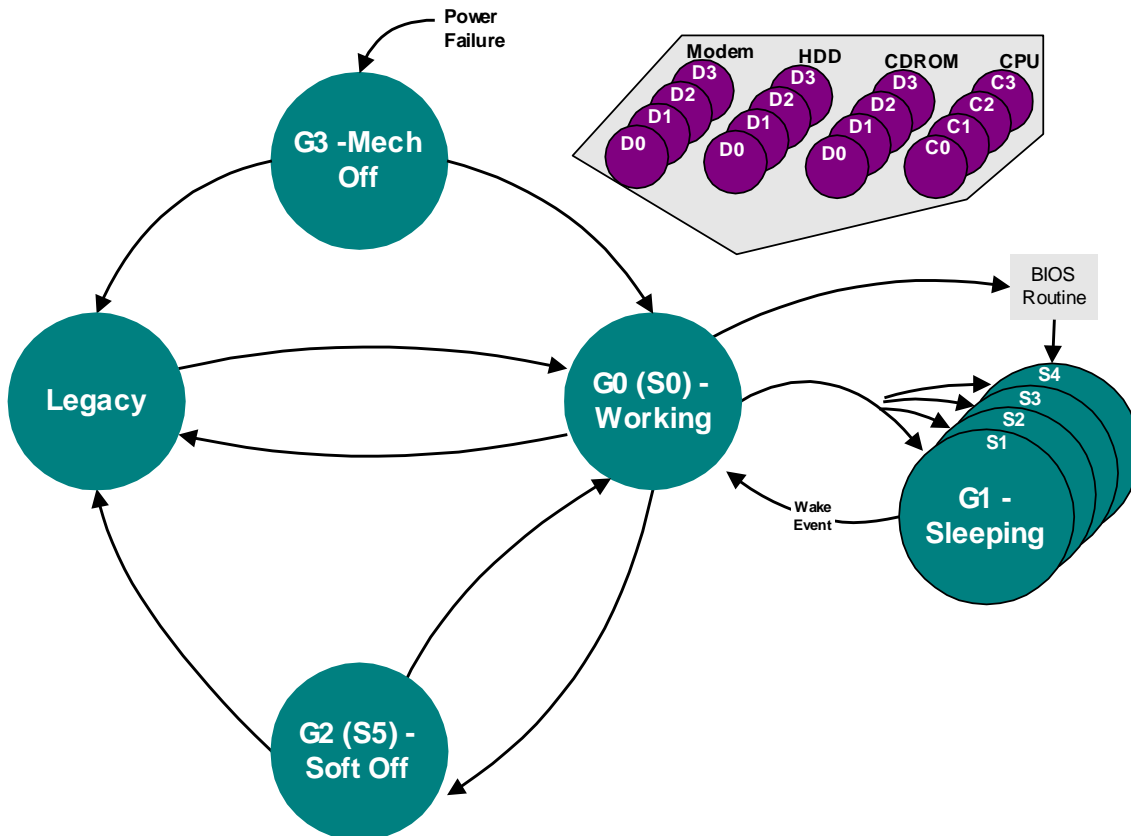 Power
Failure
G3 -Mech
Off
Modem
HDD
CDROM
CPU
D3
D2
D1
D0
D3
D2
D1
D0
D3
D2
D1
D0
C3
C2
C1
C0
BIOS
Routine
Legacy
G0 (S0) -
Working
S4
S3
S2
S1
G1 -
Sleeping
Wake
Event
G2 (S5) -
Soft Off